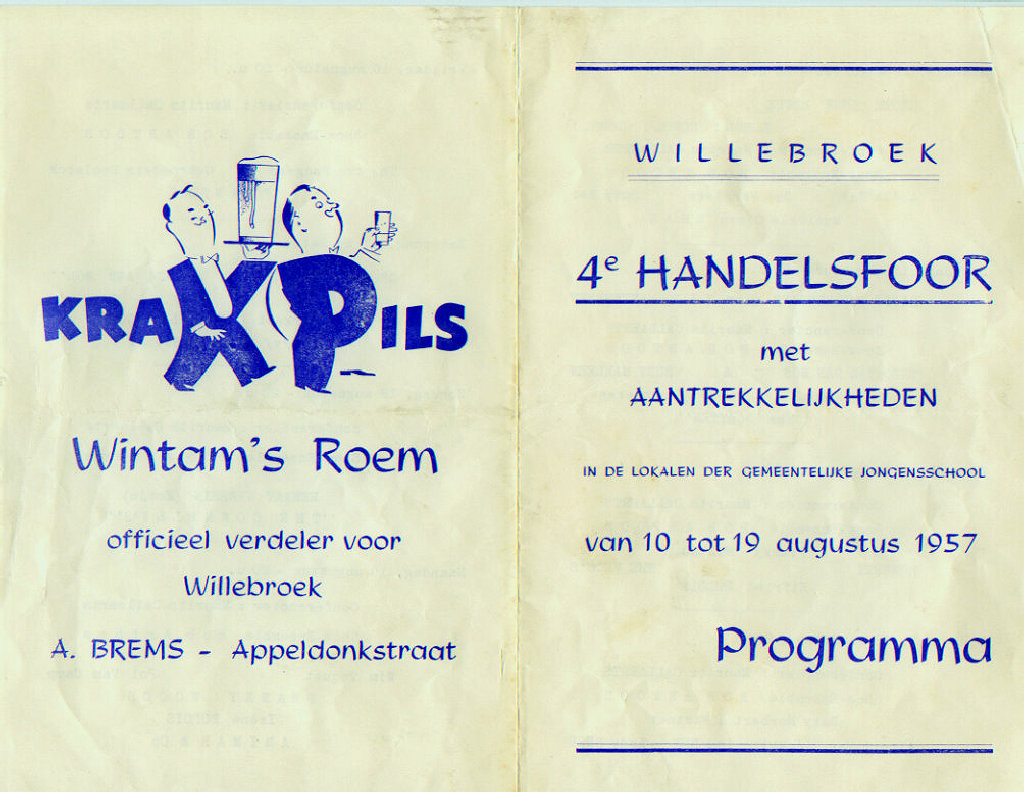 KRAX PILS
Wintam's Roem
officieel verdeler voor
Willebroek
A. BREMS - Appeldonkstraat
WILLEBROEK
4e HANDELSFOOR
met
AANTREKKELIJKHEDEN
IN DE LOKALEN DER GEMEENTELIJKE JONGENSSCHOOL
van 10 tot 19 augustus 1957
Programma